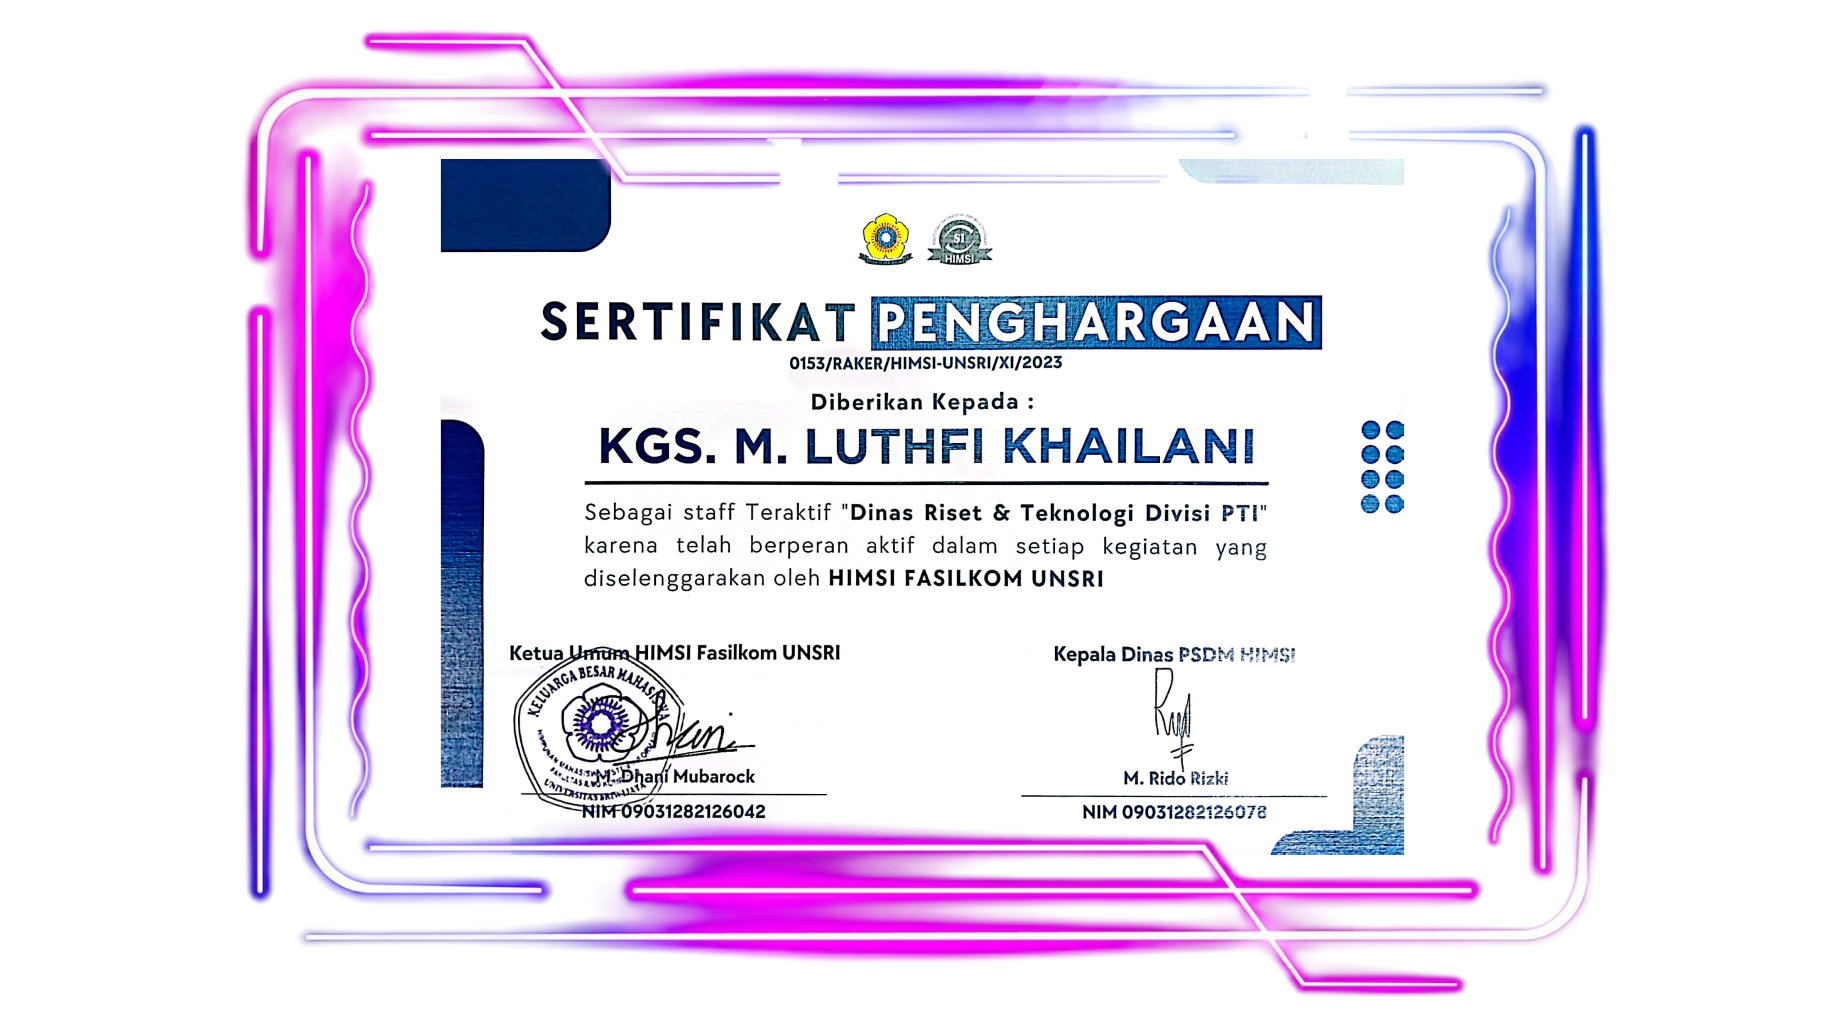 SI
HIMSI
SERTIFIKAT PENGHARGAAN
0153/RAKER/HIMSI-UNSRI/XI/2023
Diberikan Kepada :
KGS. M. LUTHFI KHAILANI
Sebagai staff Teraktif "Dinas Riset & Teknologi Divisi PTI"
karena telah berperan aktif dalam setiap kegiatan yang
diselenggarakan oleh HIMSI FASILKOM UNSRI
Ketua Umum HIMSI Fasilkom UNSRI
KELUARGA BESAR MAHASISWA
UNIVERSITAS SRIWIJAYA
M. Dhani Mubarock
NIM 09031282126042
Kepala Dinas PSDM HIMSI
M. Rido Rizki
NIM 09031282126078